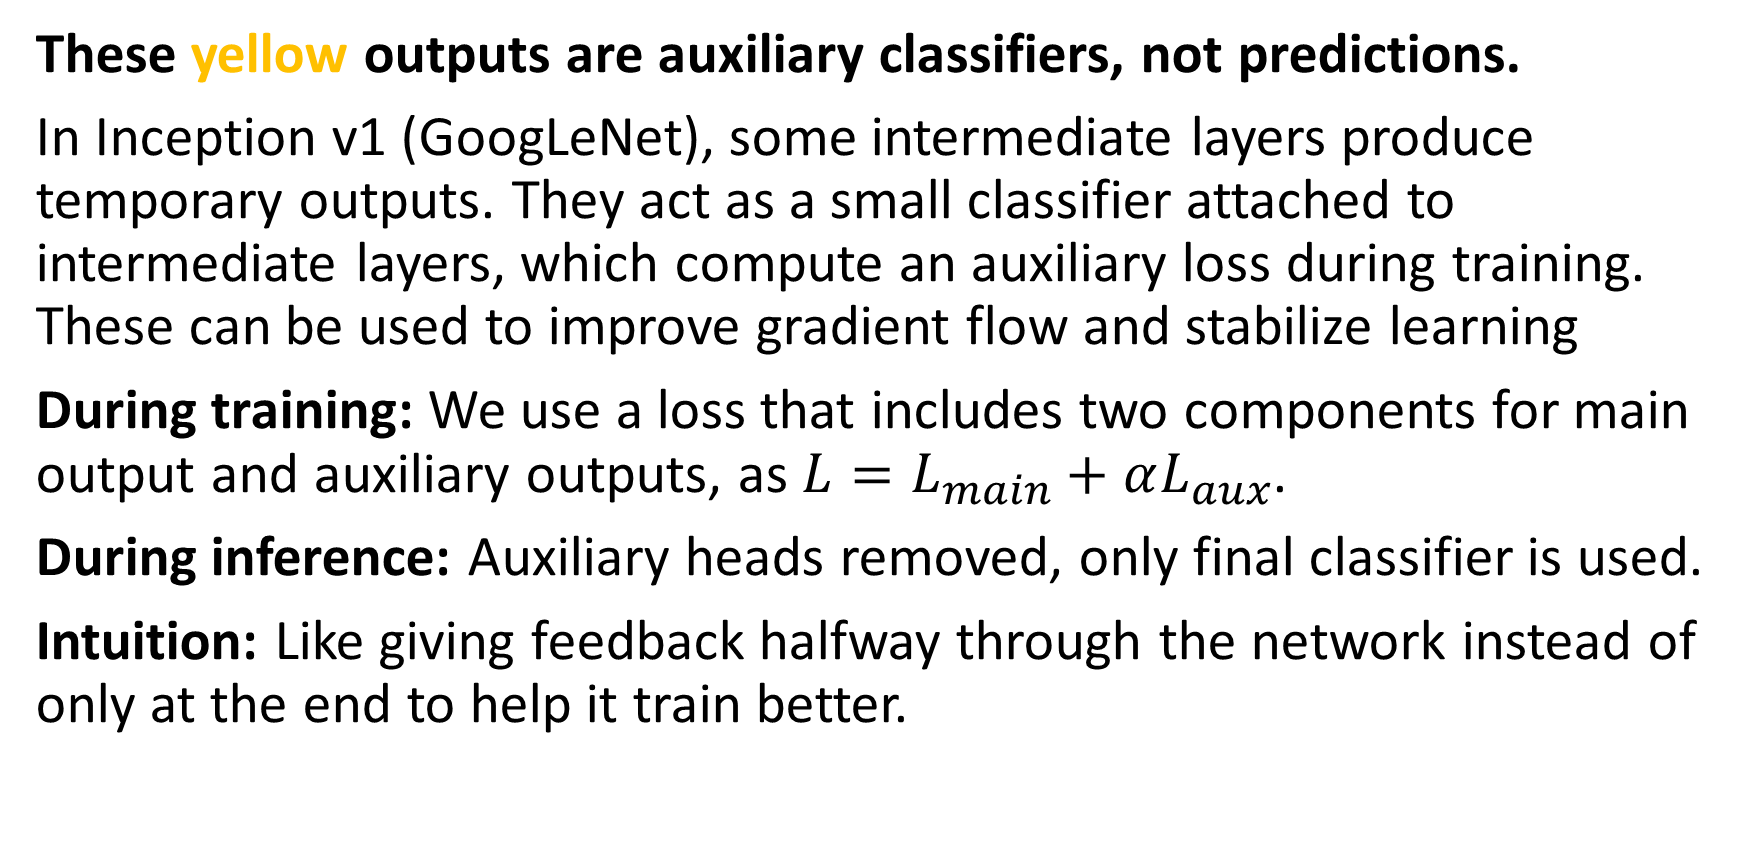 These yellow outputs are auxiliary classifiers, not predictions.
In Inception v1 (GoogLeNet), some intermediate layers produce
temporary outputs. They act as a small classifier attached to
intermediate layers, which compute an auxiliary loss during training.
These can be used to improve gradient flow and stabilize learning
During training: We use a loss that includes two components for main
output and auxiliary outputs, as L = L_main + αL_aux.
During inference: Auxiliary heads removed, only final classifier is used.
Intuition: Like giving feedback halfway through the network instead of
only at the end to help it train better.